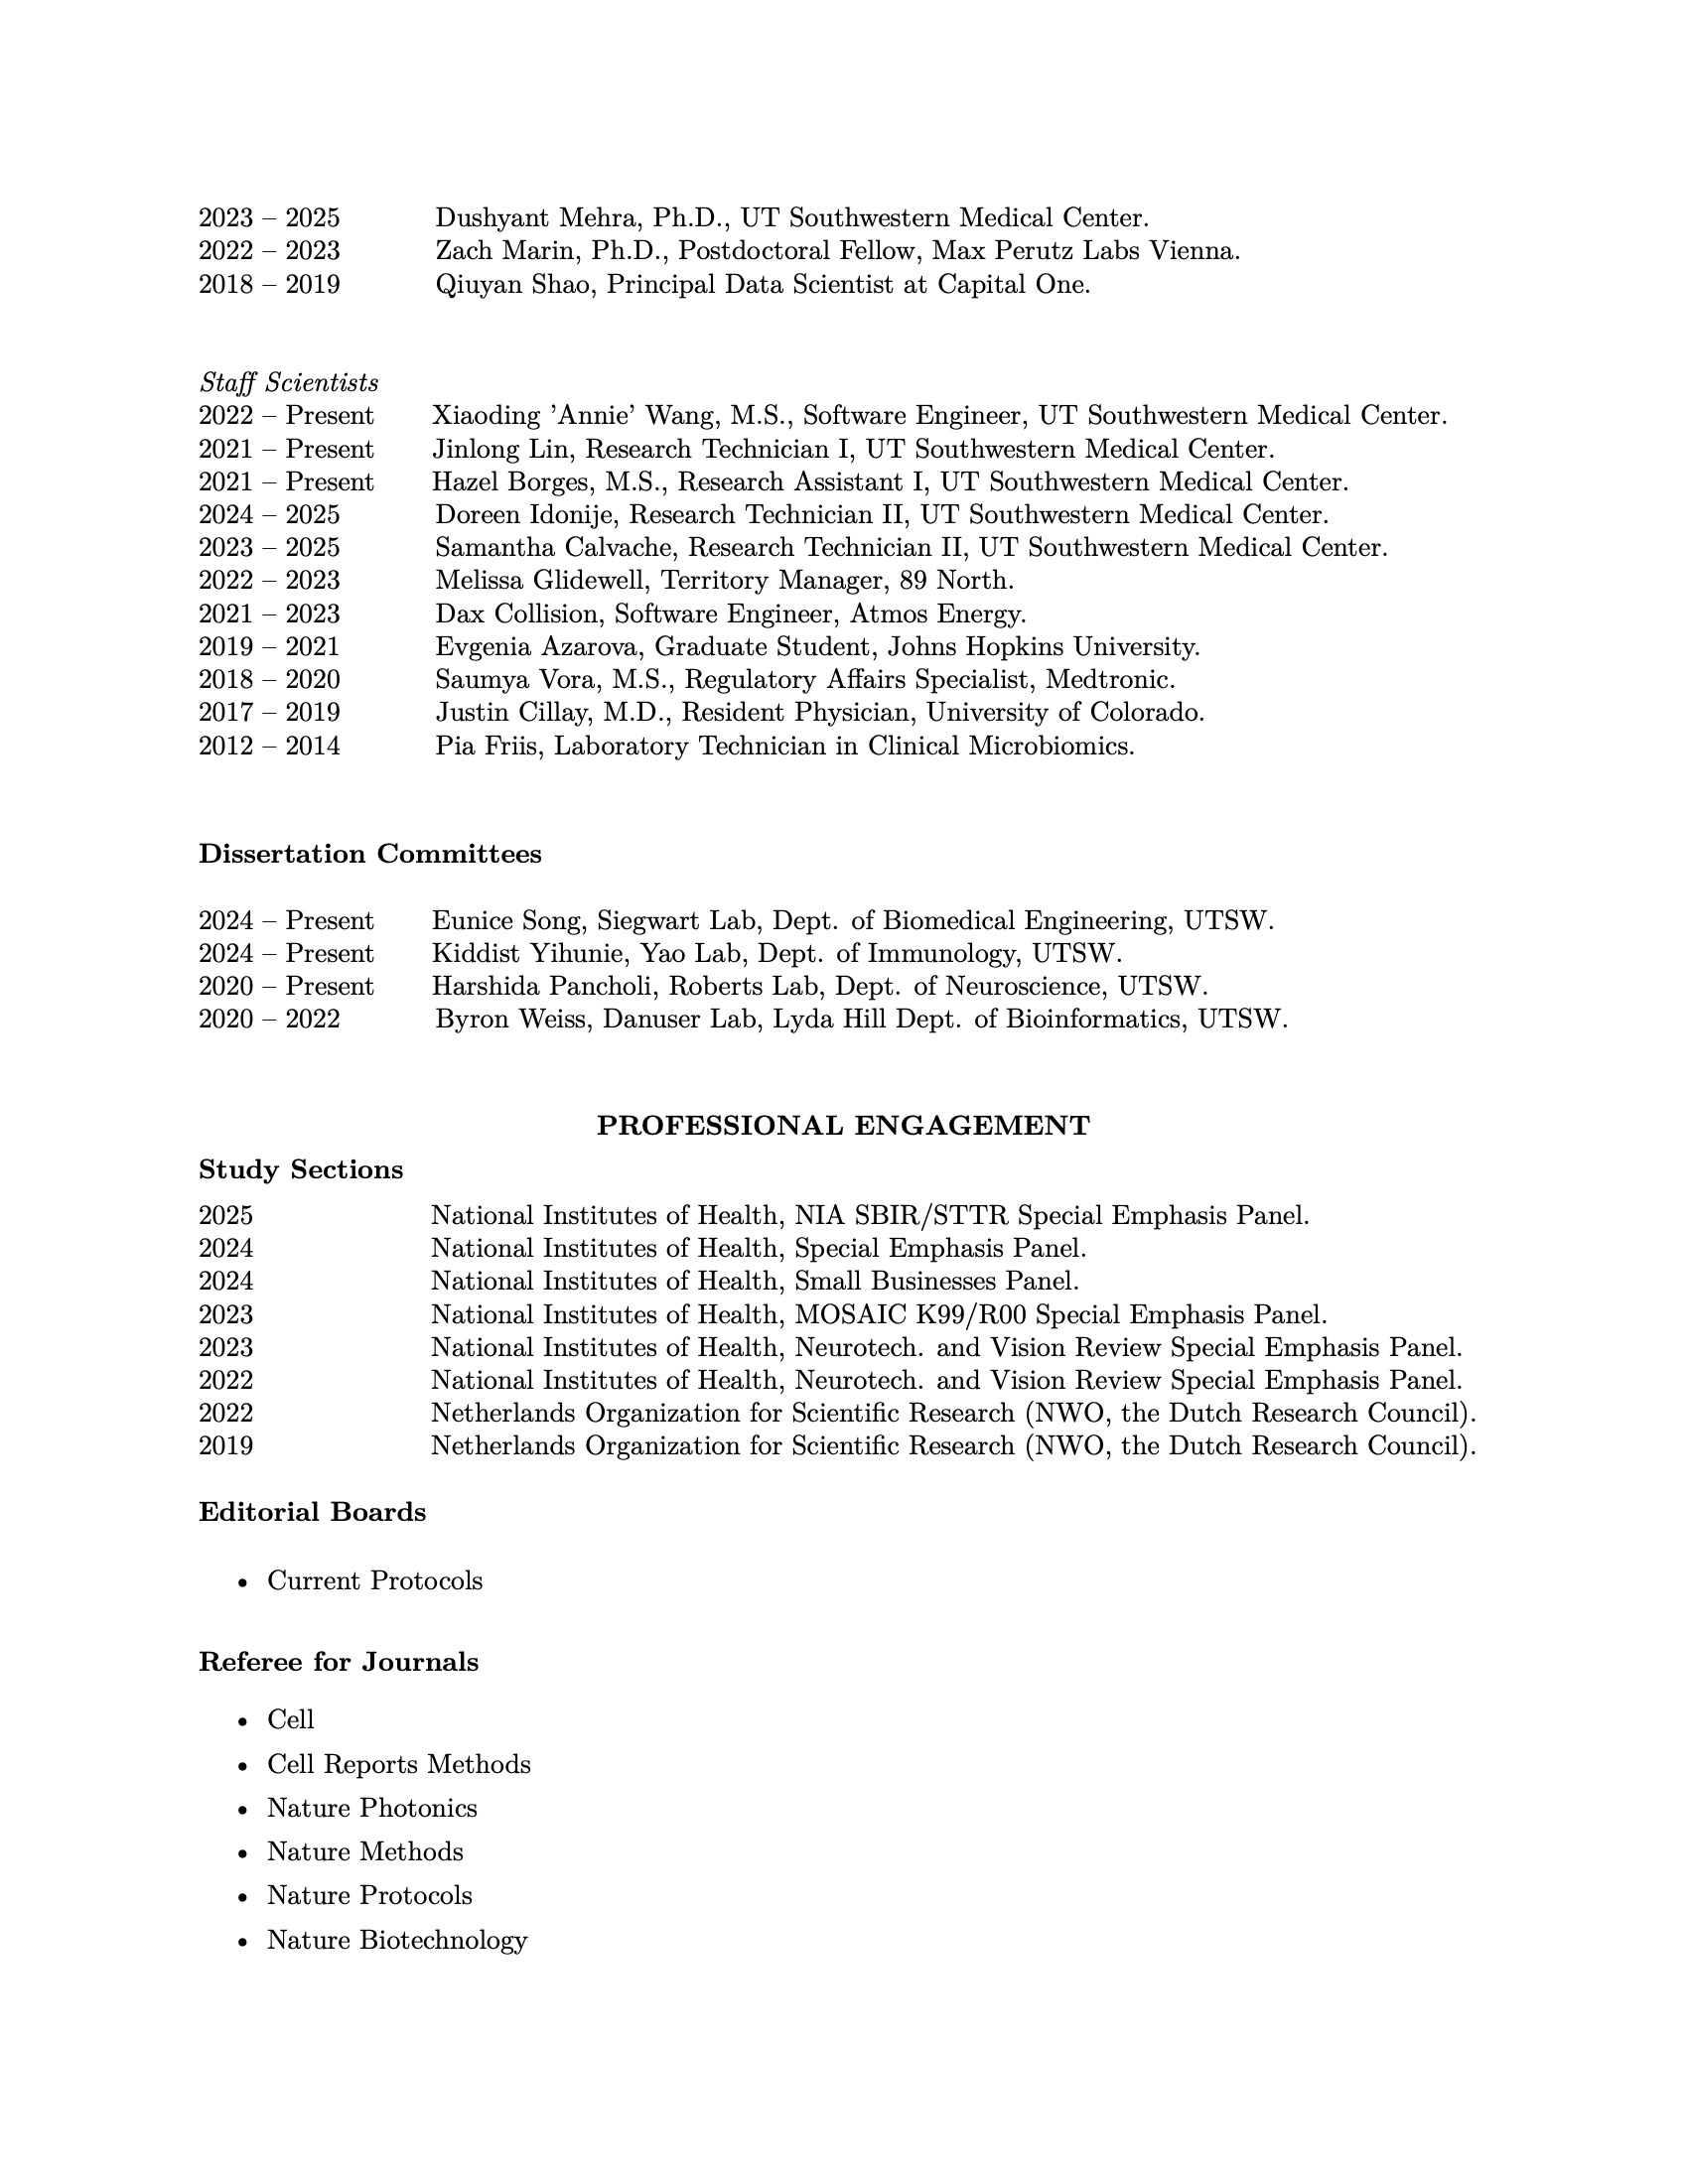 2023 – 2025 Dushyant Mehra, Ph.D., UT Southwestern Medical Center.
2022 – 2023 Zach Marin, Ph.D., Postdoctoral Fellow, Max Perutz Labs Vienna.
2018 – 2019 Qiuyan Shao, Principal Data Scientist at Capital One.
Staff Scientists
2022 – Present Xiaoding ’Annie’ Wang, M.S., Software Engineer, UT Southwestern Medical Center.
2021 – Present Jinlong Lin, Research Technician I, UT Southwestern Medical Center.
2021 – Present Hazel Borges, M.S., Research Assistant I, UT Southwestern Medical Center.
2024 – 2025 Doreen Idonije, Research Technician II, UT Southwestern Medical Center.
2023 – 2025 Samantha Calvache, Research Technician II, UT Southwestern Medical Center.
2022 – 2023 Melissa Glidewell, Territory Manager, 89 North.
2021 – 2023 Dax Collision, Software Engineer, Atmos Energy.
2019 – 2021 Evgenia Azarova, Graduate Student, Johns Hopkins University.
2018 – 2020 Saumya Vora, M.S., Regulatory Affairs Specialist, Medtronic.
2017 – 2019 Justin Cillay, M.D., Resident Physician, University of Colorado.
2012 – 2014 Pia Friis, Laboratory Technician in Clinical Microbiomics.
Dissertation Committees
2024 – Present Eunice Song, Siegwart Lab, Dept. of Biomedical Engineering, UTSW.
2024 – Present Kiddist Yihunie, Yao Lab, Dept. of Immunology, UTSW.
2020 – Present Harshida Pancholi, Roberts Lab, Dept. of Neuroscience, UTSW.
2020 – 2022 Byron Weiss, Danuser Lab, Lyda Hill Dept. of Bioinformatics, UTSW.
PROFESSIONAL ENGAGEMENT
Study Sections
2025 National Institutes of Health, NIA SBIR/STTR Special Emphasis Panel.
2024 National Institutes of Health, Special Emphasis Panel.
2024 National Institutes of Health, Small Businesses Panel.
2023 National Institutes of Health, MOSAIC K99/R00 Special Emphasis Panel.
2023 National Institutes of Health, Neurotech. and Vision Review Special Emphasis Panel.
2022 National Institutes of Health, Neurotech. and Vision Review Special Emphasis Panel.
2022 Netherlands Organization for Scientific Research (NWO, the Dutch Research Council).
2019 Netherlands Organization for Scientific Research (NWO, the Dutch Research Council).
Editorial Boards
• Current Protocols
Referee for Journals
• Cell
• Cell Reports Methods
• Nature Photonics
• Nature Methods
• Nature Protocols
• Nature Biotechnology